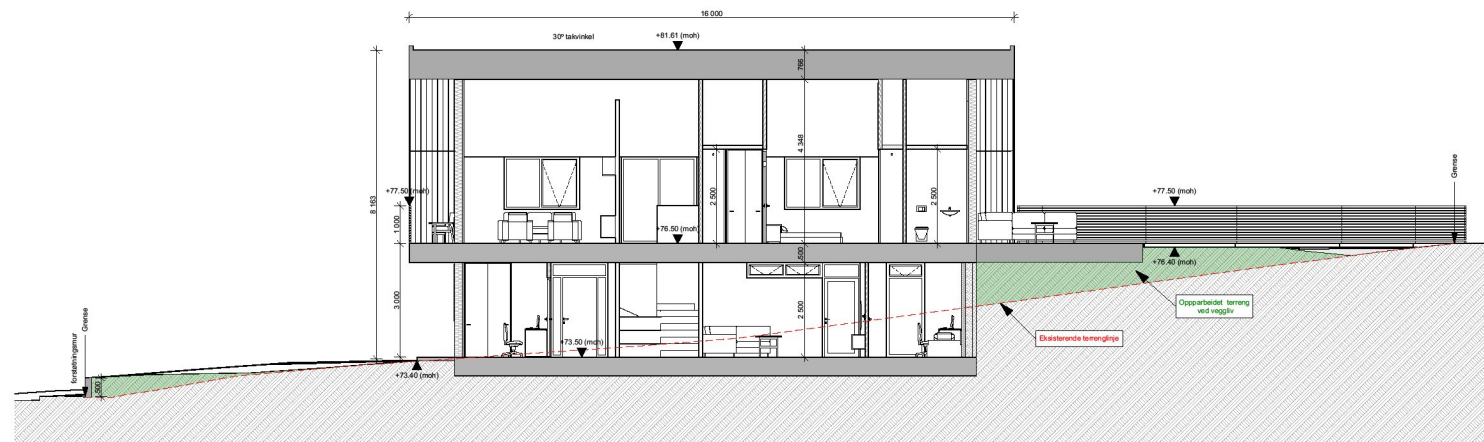 16 000
30° takvinkel
+81.61 (moh)
766
4 348
8 163
+77.50 (moh)
1 000
2 500
2 500
+76.50 (moh)
500
+77.50 (moh)
Grense
+76.40 (moh)
3 000
2 500
Oppparbeidet terreng
ved veggliv
Eksisterende terrenglinje
+73.50 (moh)
+73.40 (moh)
Grense
forstøtningsmur
500